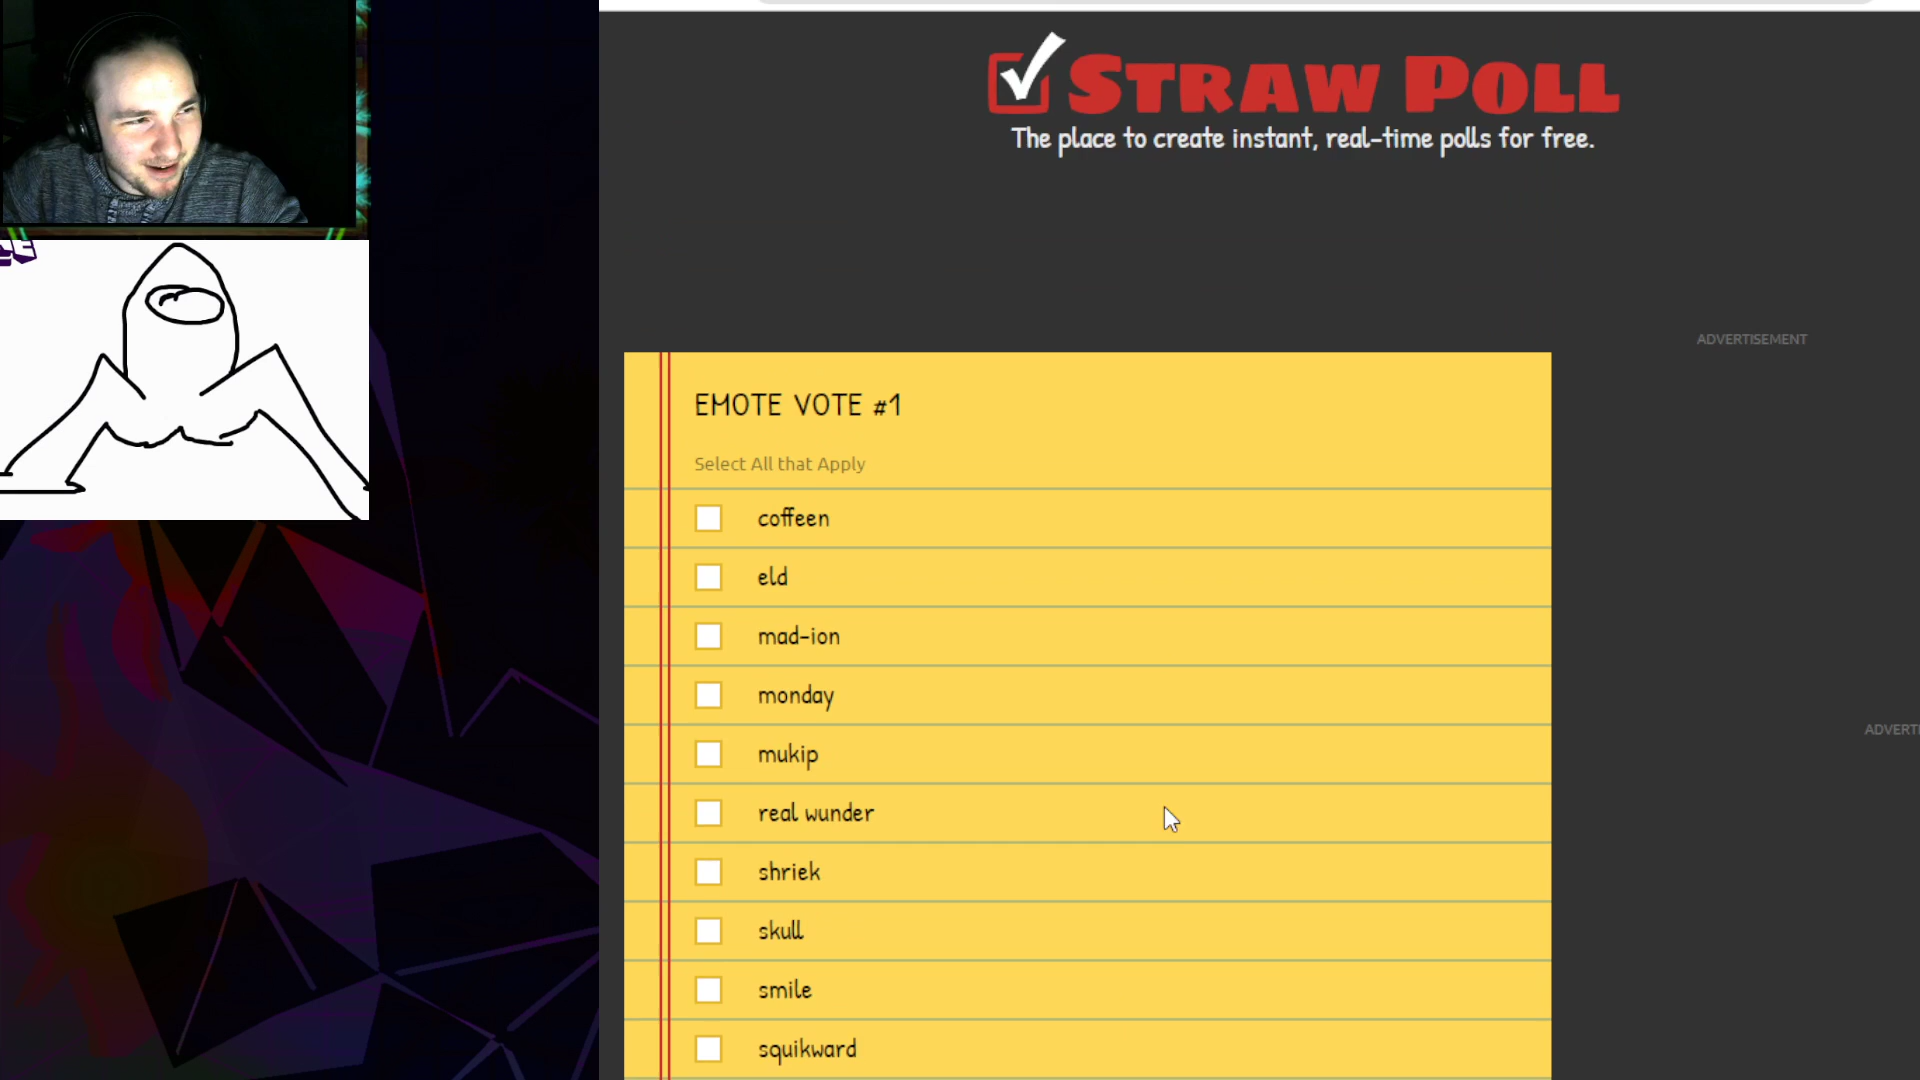 STRAW POLL
The place to create instant, real-time polls for free.
ADVERTISEMENT
EMOTE VOTE #1
Select All that Apply
coffeen
eld
mad-ion
monday
mukip
real wunder
shriek
skull
smile
squikward